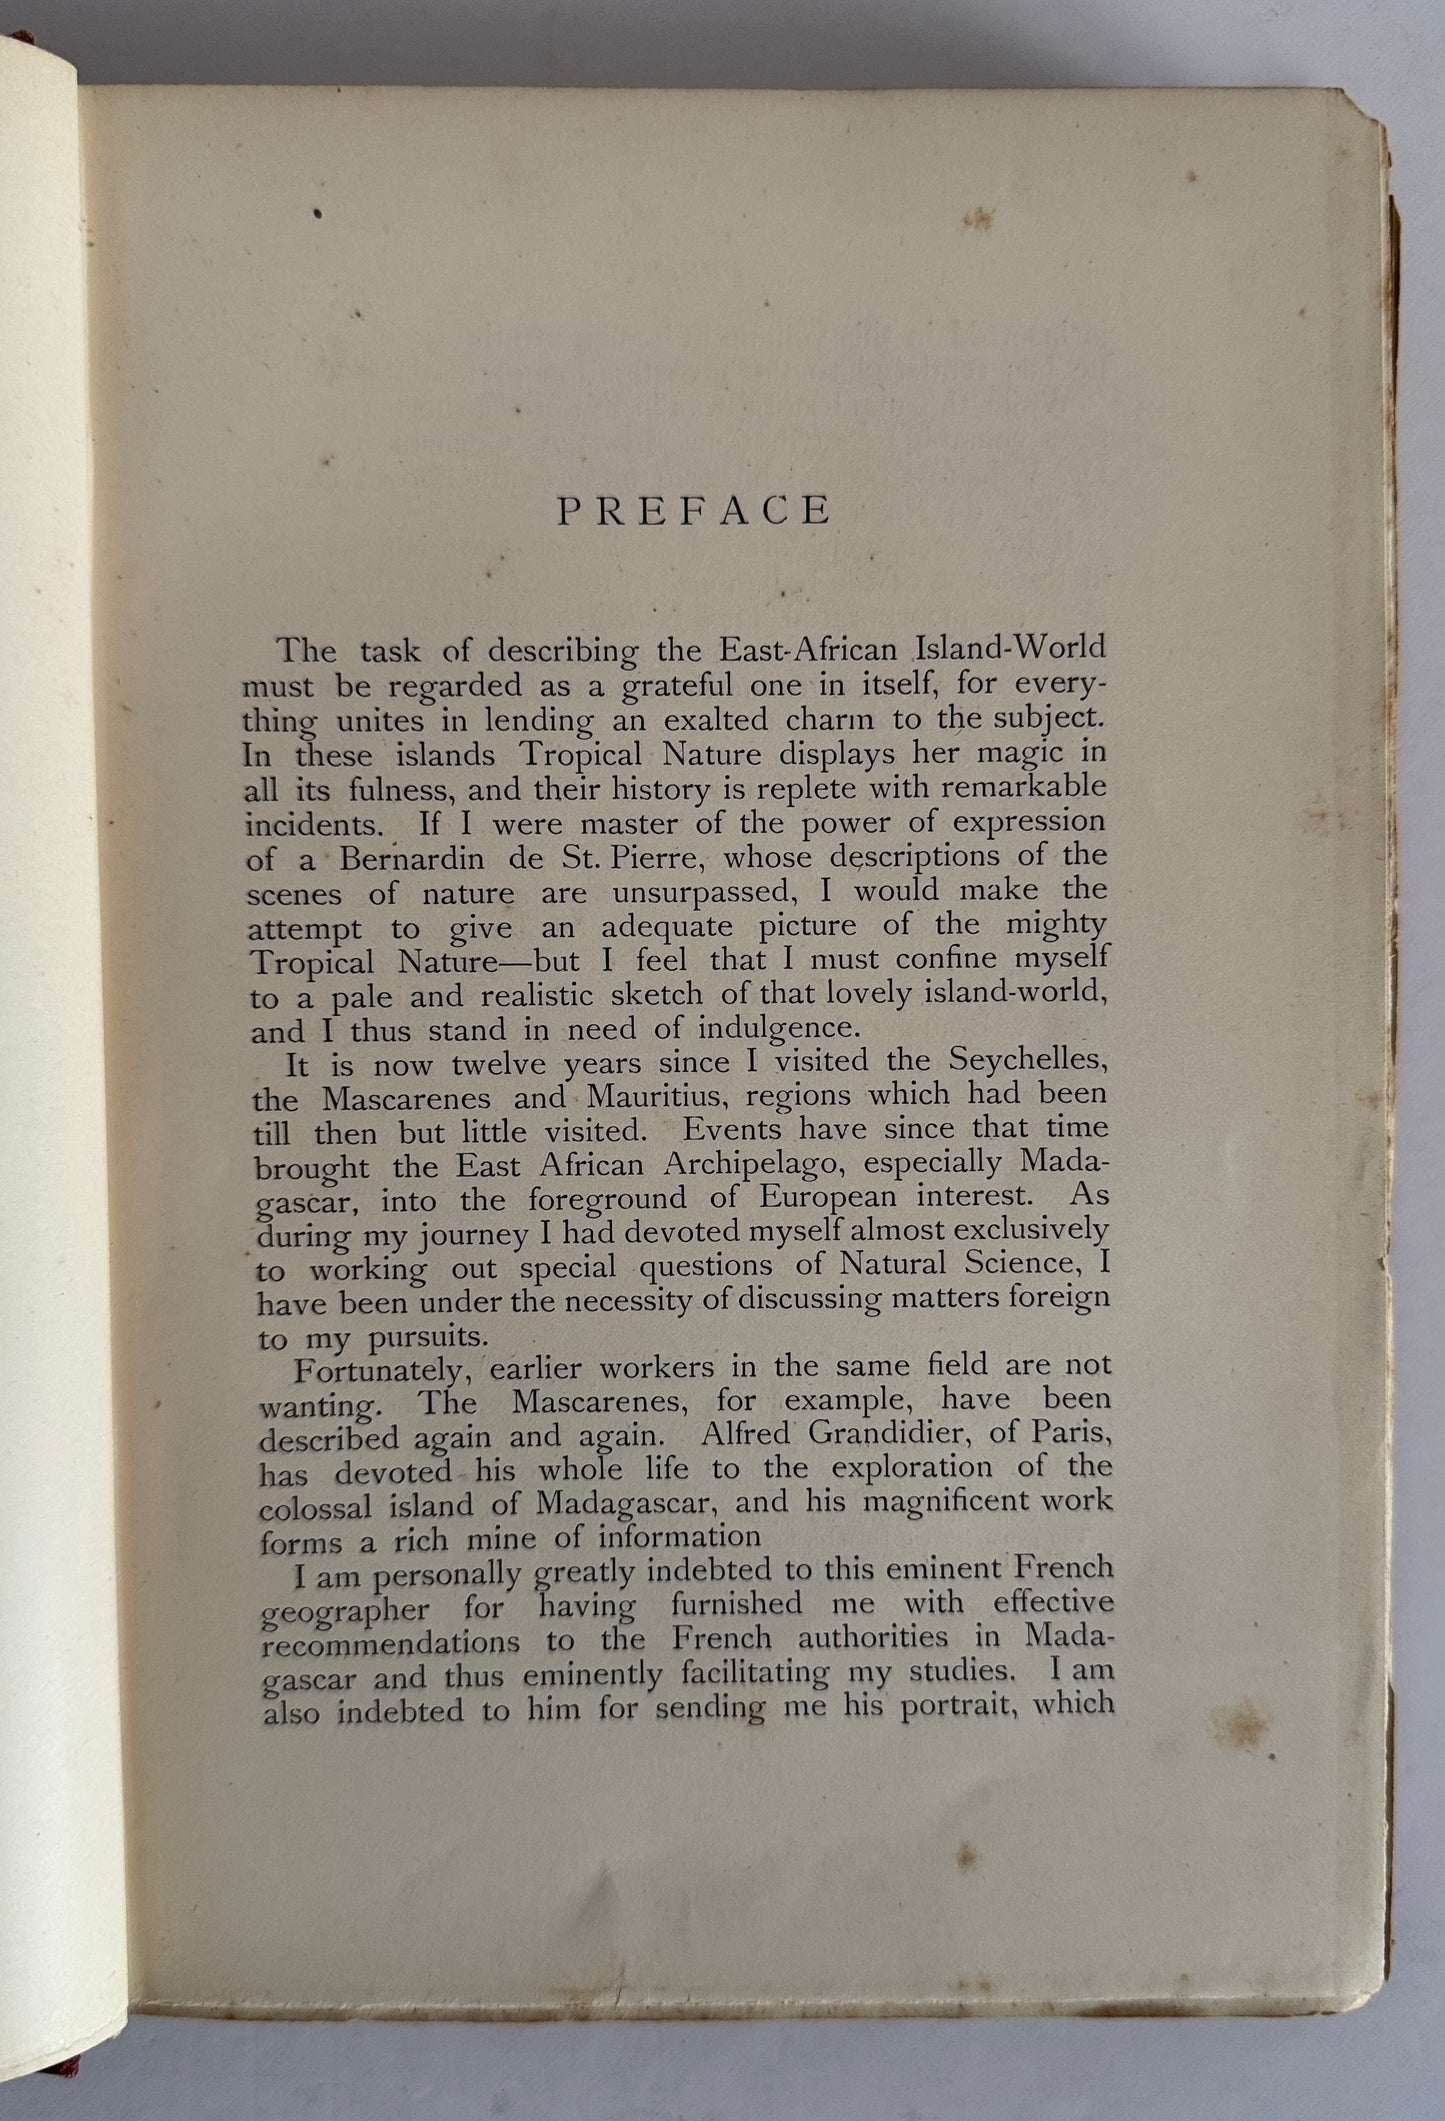 PREFACE
The task of describing the East-African Island-World
must be regarded as a grateful one in itself, for every-
thing unites in lending an exalted charm to the subject.
In these islands Tropical Nature displays her magic in
all its fulness, and their history is replete with remarkable
incidents. If I were master of the power of expression
of a Bernardin de St. Pierre, whose descriptions of the
scenes of nature are unsurpassed, I would make the
attempt to give an adequate picture of the mighty
Tropical Nature—but I feel that I must confine myself
to a pale and realistic sketch of that lovely island-world,
and I thus stand in need of indulgence.
It is now twelve years since I visited the Seychelles,
the Mascarenes and Mauritius, regions which had been
till then but little visited. Events have since that time
brought the East African Archipelago, especially Mada-
gascar, into the foreground of European interest. As
during my journey I had devoted myself almost exclusively
to working out special questions of Natural Science, I
have been under the necessity of discussing matters foreign
to my pursuits.
Fortunately, earlier workers in the same field are not
wanting. The Mascarenes, for example, have been
described again and again. Alfred Grandidier, of Paris,
has devoted his whole life to the exploration of the
colossal island of Madagascar, and his magnificent work
forms a rich mine of information
I am personally greatly indebted to this eminent French
geographer for having furnished me with effective
recommendations to the French authorities in Mada-
gascar and thus eminently facilitating my studies. I am
also indebted to him for sending me his portrait, which